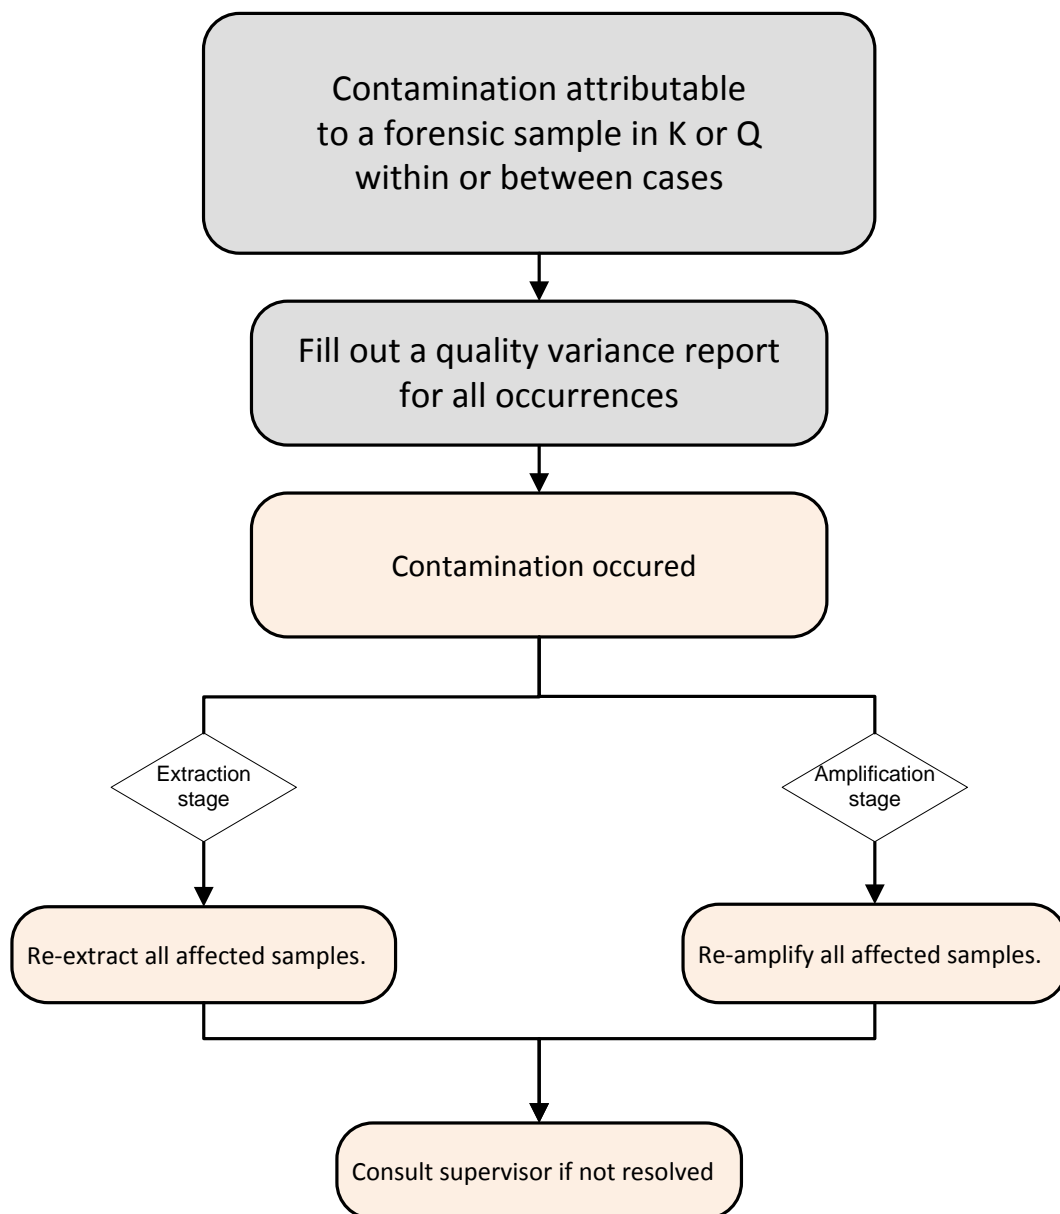 Contamination attributable
to a forensic sample in K or Q
within or between cases
Fill out a quality variance report
for all occurrences
Contamination occured
Extraction
stage
Amplification
stage
Re-extract all affected samples.
Re-amplify all affected samples.
Consult supervisor if not resolved